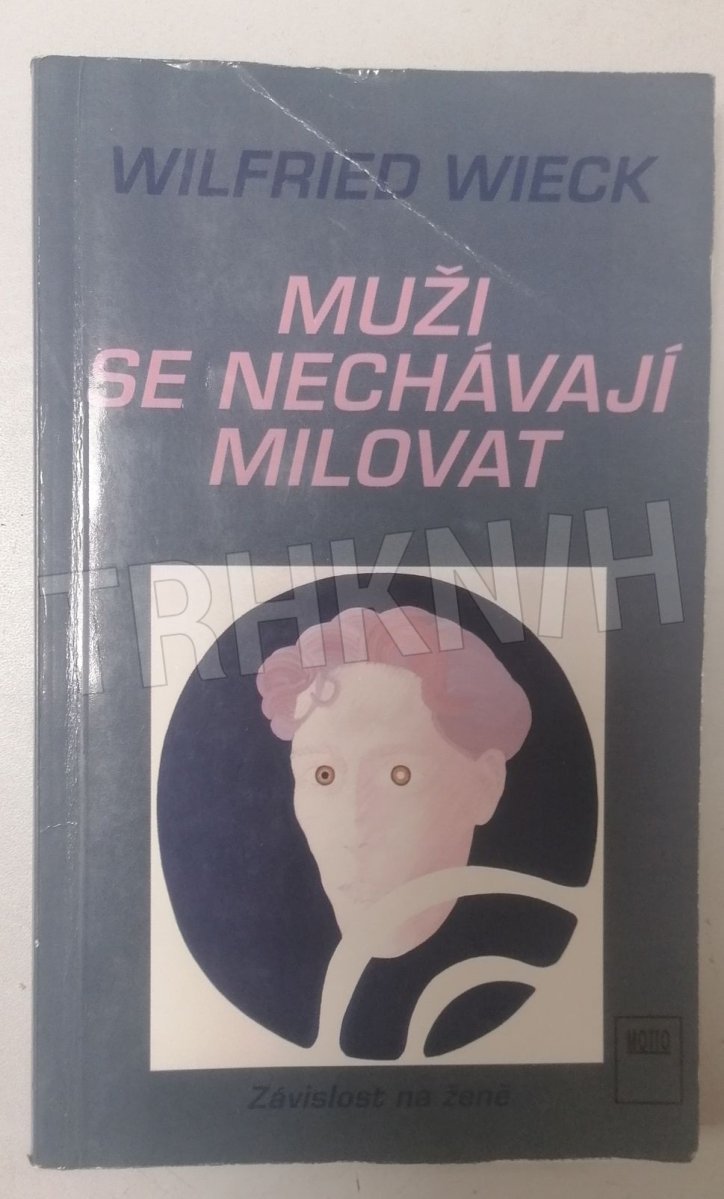 WILFRIED WIECK
MUŽI
SE NECHÁVAJÍ
MILOVAT
TRHKNIH
Závislost na ženě
MOTTO